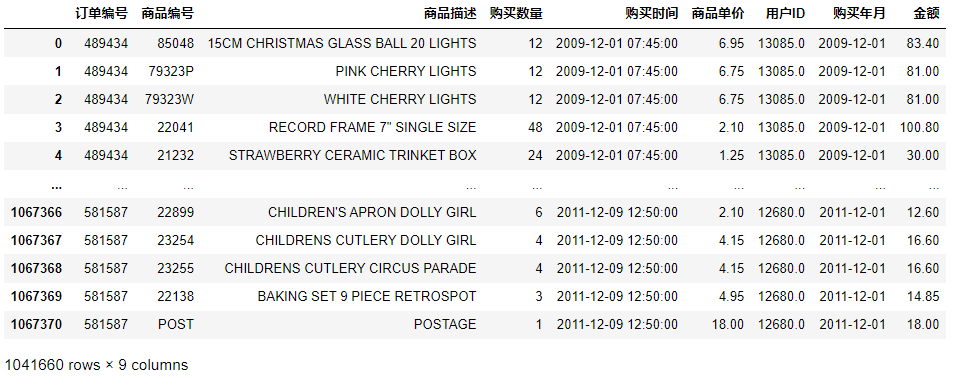 订单编号 商品编号 商品描述 购买数量 购买时间 商品单价 用户ID 购买年月 金额
0 489434 85048 15CM CHRISTMAS GLASS BALL 20 LIGHTS 12 2009-12-01 07:45:00 6.95 13085.0 2009-12-01 83.40
1 489434 79323P PINK CHERRY LIGHTS 12 2009-12-01 07:45:00 6.75 13085.0 2009-12-01 81.00
2 489434 79323W WHITE CHERRY LIGHTS 12 2009-12-01 07:45:00 6.75 13085.0 2009-12-01 81.00
3 489434 22041 RECORD FRAME 7" SINGLE SIZE 48 2009-12-01 07:45:00 2.10 13085.0 2009-12-01 100.80
4 489434 21232 STRAWBERRY CERAMIC TRINKET BOX 24 2009-12-01 07:45:00 1.25 13085.0 2009-12-01 30.00
... ... ... ... ... ... ... ... ... ...
1067366 581587 22899 CHILDREN'S APRON DOLLY GIRL 6 2011-12-09 12:50:00 2.10 12680.0 2011-12-01 12.60
1067367 581587 23254 CHILDRENS CUTLERY DOLLY GIRL 4 2011-12-09 12:50:00 4.15 12680.0 2011-12-01 16.60
1067368 581587 23255 CHILDRENS CUTLERY CIRCUS PARADE 4 2011-12-09 12:50:00 4.15 12680.0 2011-12-01 16.60
1067369 581587 22138 BAKING SET 9 PIECE RETROSPOT 3 2011-12-09 12:50:00 4.95 12680.0 2011-12-01 14.85
1067370 581587 POST POSTAGE 1 2011-12-09 12:50:00 18.00 12680.0 2011-12-01 18.00
1041660 rows × 9 columns